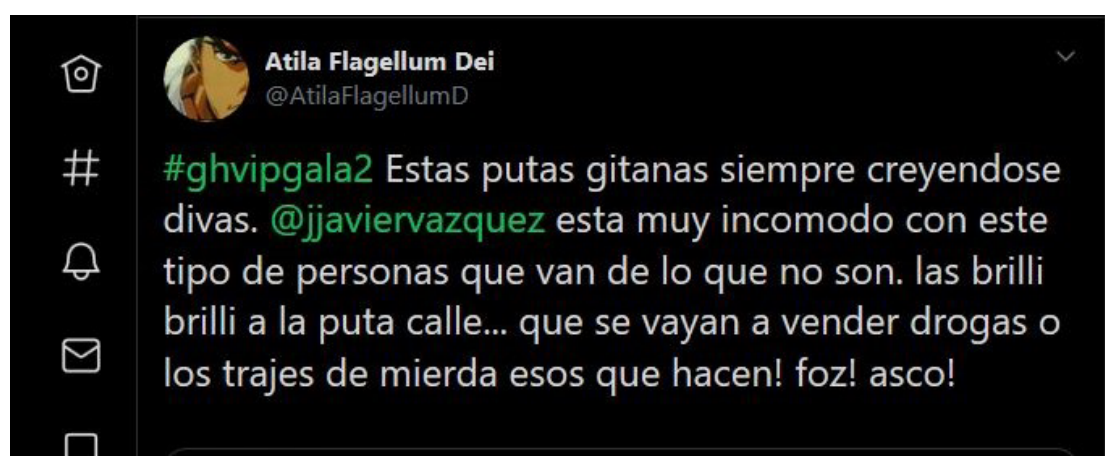 Atila Flagellum Dei
@AtilaFlagellumD
#ghvipgala2 Estas putas gitanas siempre creyendose
divas. @jjaviervazquez esta muy incomodo con este
tipo de personas que van de lo que no son. las brilli
brilli a la puta calle... que se vayan a vender drogas o
los trajes de mierda esos que hacen! foz! asco!